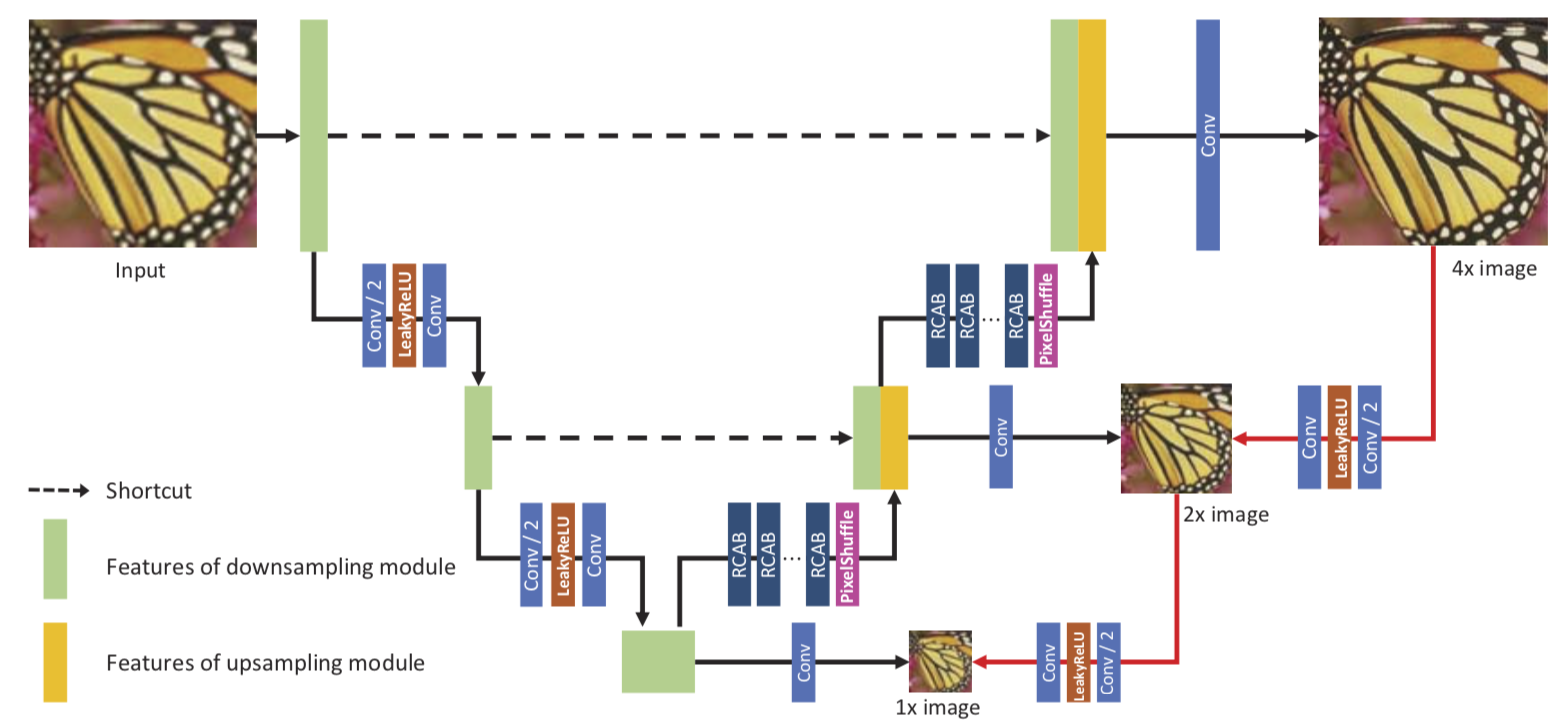 Conv
Input
4x image
Conv / 2
LeakyReLU
Conv
RCAB
RCAB
...
RCAB
PixelShuffle
Conv
Conv
LeakyReLU
Conv / 2
Shortcut
2x image
Conv / 2
LeakyReLU
Conv
RCAB
RCAB
...
RCAB
PixelShuffle
Features of downsampling module
Features of upsampling module
Conv
Conv
LeakyReLU
Conv / 2
1x image